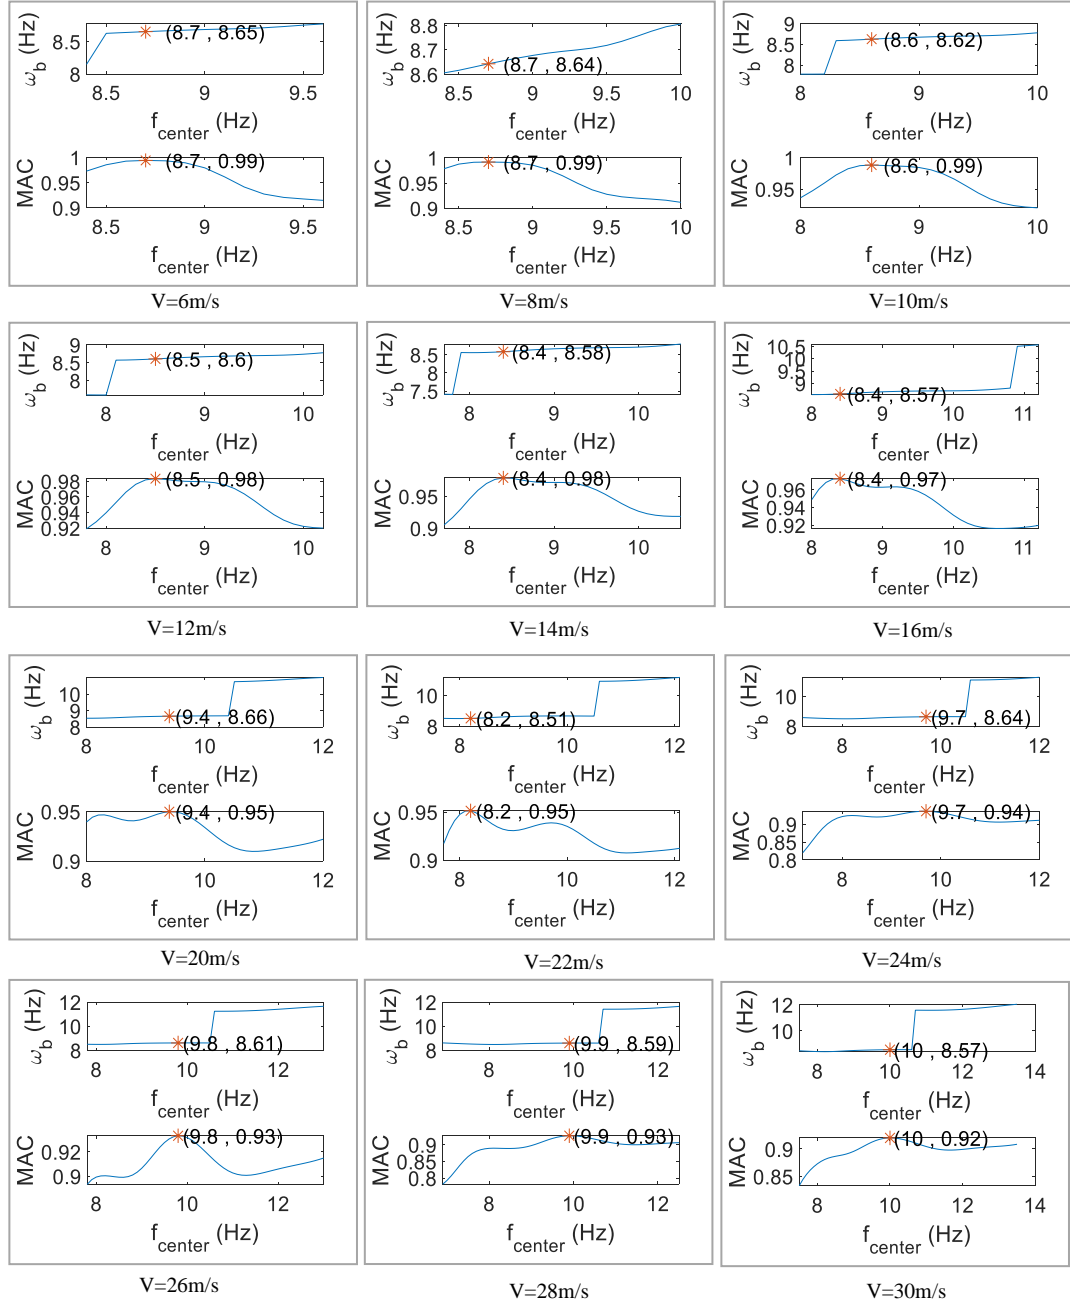 ω_b (Hz)
8.5
8
(8.7 , 8.65)
8.5 9 9.5
f_center (Hz)
MAC
1
0.95
0.9
(8.7 , 0.99)
8.5 9 9.5
f_center (Hz)
V=6m/s
ω_b (Hz)
8.8
8.7
8.6
(8.7 , 8.64)
8.5 9 9.5 10
f_center (Hz)
MAC
1
0.95
0.9
(8.7 , 0.99)
8.5 9 9.5 10
f_center (Hz)
V=8m/s
ω_b (Hz)
9
8.5
8
(8.6 , 8.62)
8 9 10
f_center (Hz)
MAC
1
0.95
(8.6 , 0.99)
8 9 10
f_center (Hz)
V=10m/s
ω_b (Hz)
9
8.5
8
(8.5 , 8.6)
8 9 10
f_center (Hz)
MAC
0.98
0.96
0.94
0.92
(8.5 , 0.98)
8 9 10
f_center (Hz)
V=12m/s
ω_b (Hz)
8.5
7.5
(8.4 , 8.58)
8 9 10
f_center (Hz)
MAC
0.95
0.9
(8.4 , 0.98)
8 9 10
f_center (Hz)
V=14m/s
ω_b (Hz)
10.5
9.5
9
(8.4 , 8.57)
8 9 10 11
f_center (Hz)
MAC
0.96
0.94
0.92
(8.4 , 0.97)
8 9 10 11
f_center (Hz)
V=16m/s
ω_b (Hz)
10
9
8
(9.4 , 8.66)
8 10 12
f_center (Hz)
MAC
0.95
0.9
(9.4 , 0.95)
8 10 12
f_center (Hz)
V=20m/s
ω_b (Hz)
10
8
(8.2 , 8.51)
8 10 12
f_center (Hz)
MAC
0.95
0.9
(8.2 , 0.95)
8 10 12
f_center (Hz)
V=22m/s
ω_b (Hz)
10
8
(9.7 , 8.64)
8 10 12
f_center (Hz)
MAC
0.9
0.85
0.8
(9.7 , 0.94)
8 10 12
f_center (Hz)
V=24m/s
ω_b (Hz)
12
10
8
(9.8 , 8.61)
8 10 12
f_center (Hz)
MAC
0.92
0.9
(9.8 , 0.93)
8 10 12
f_center (Hz)
V=26m/s
ω_b (Hz)
12
10
8
(9.9 , 8.59)
8 10 12
f_center (Hz)
MAC
0.9
0.85
0.8
(9.9 , 0.93)
8 10 12
f_center (Hz)
V=28m/s
ω_b (Hz)
12
10
(10 , 8.57)
8 10 12 14
f_center (Hz)
MAC
0.9
0.85
(10 , 0.92)
8 10 12 14
f_center (Hz)
V=30m/s